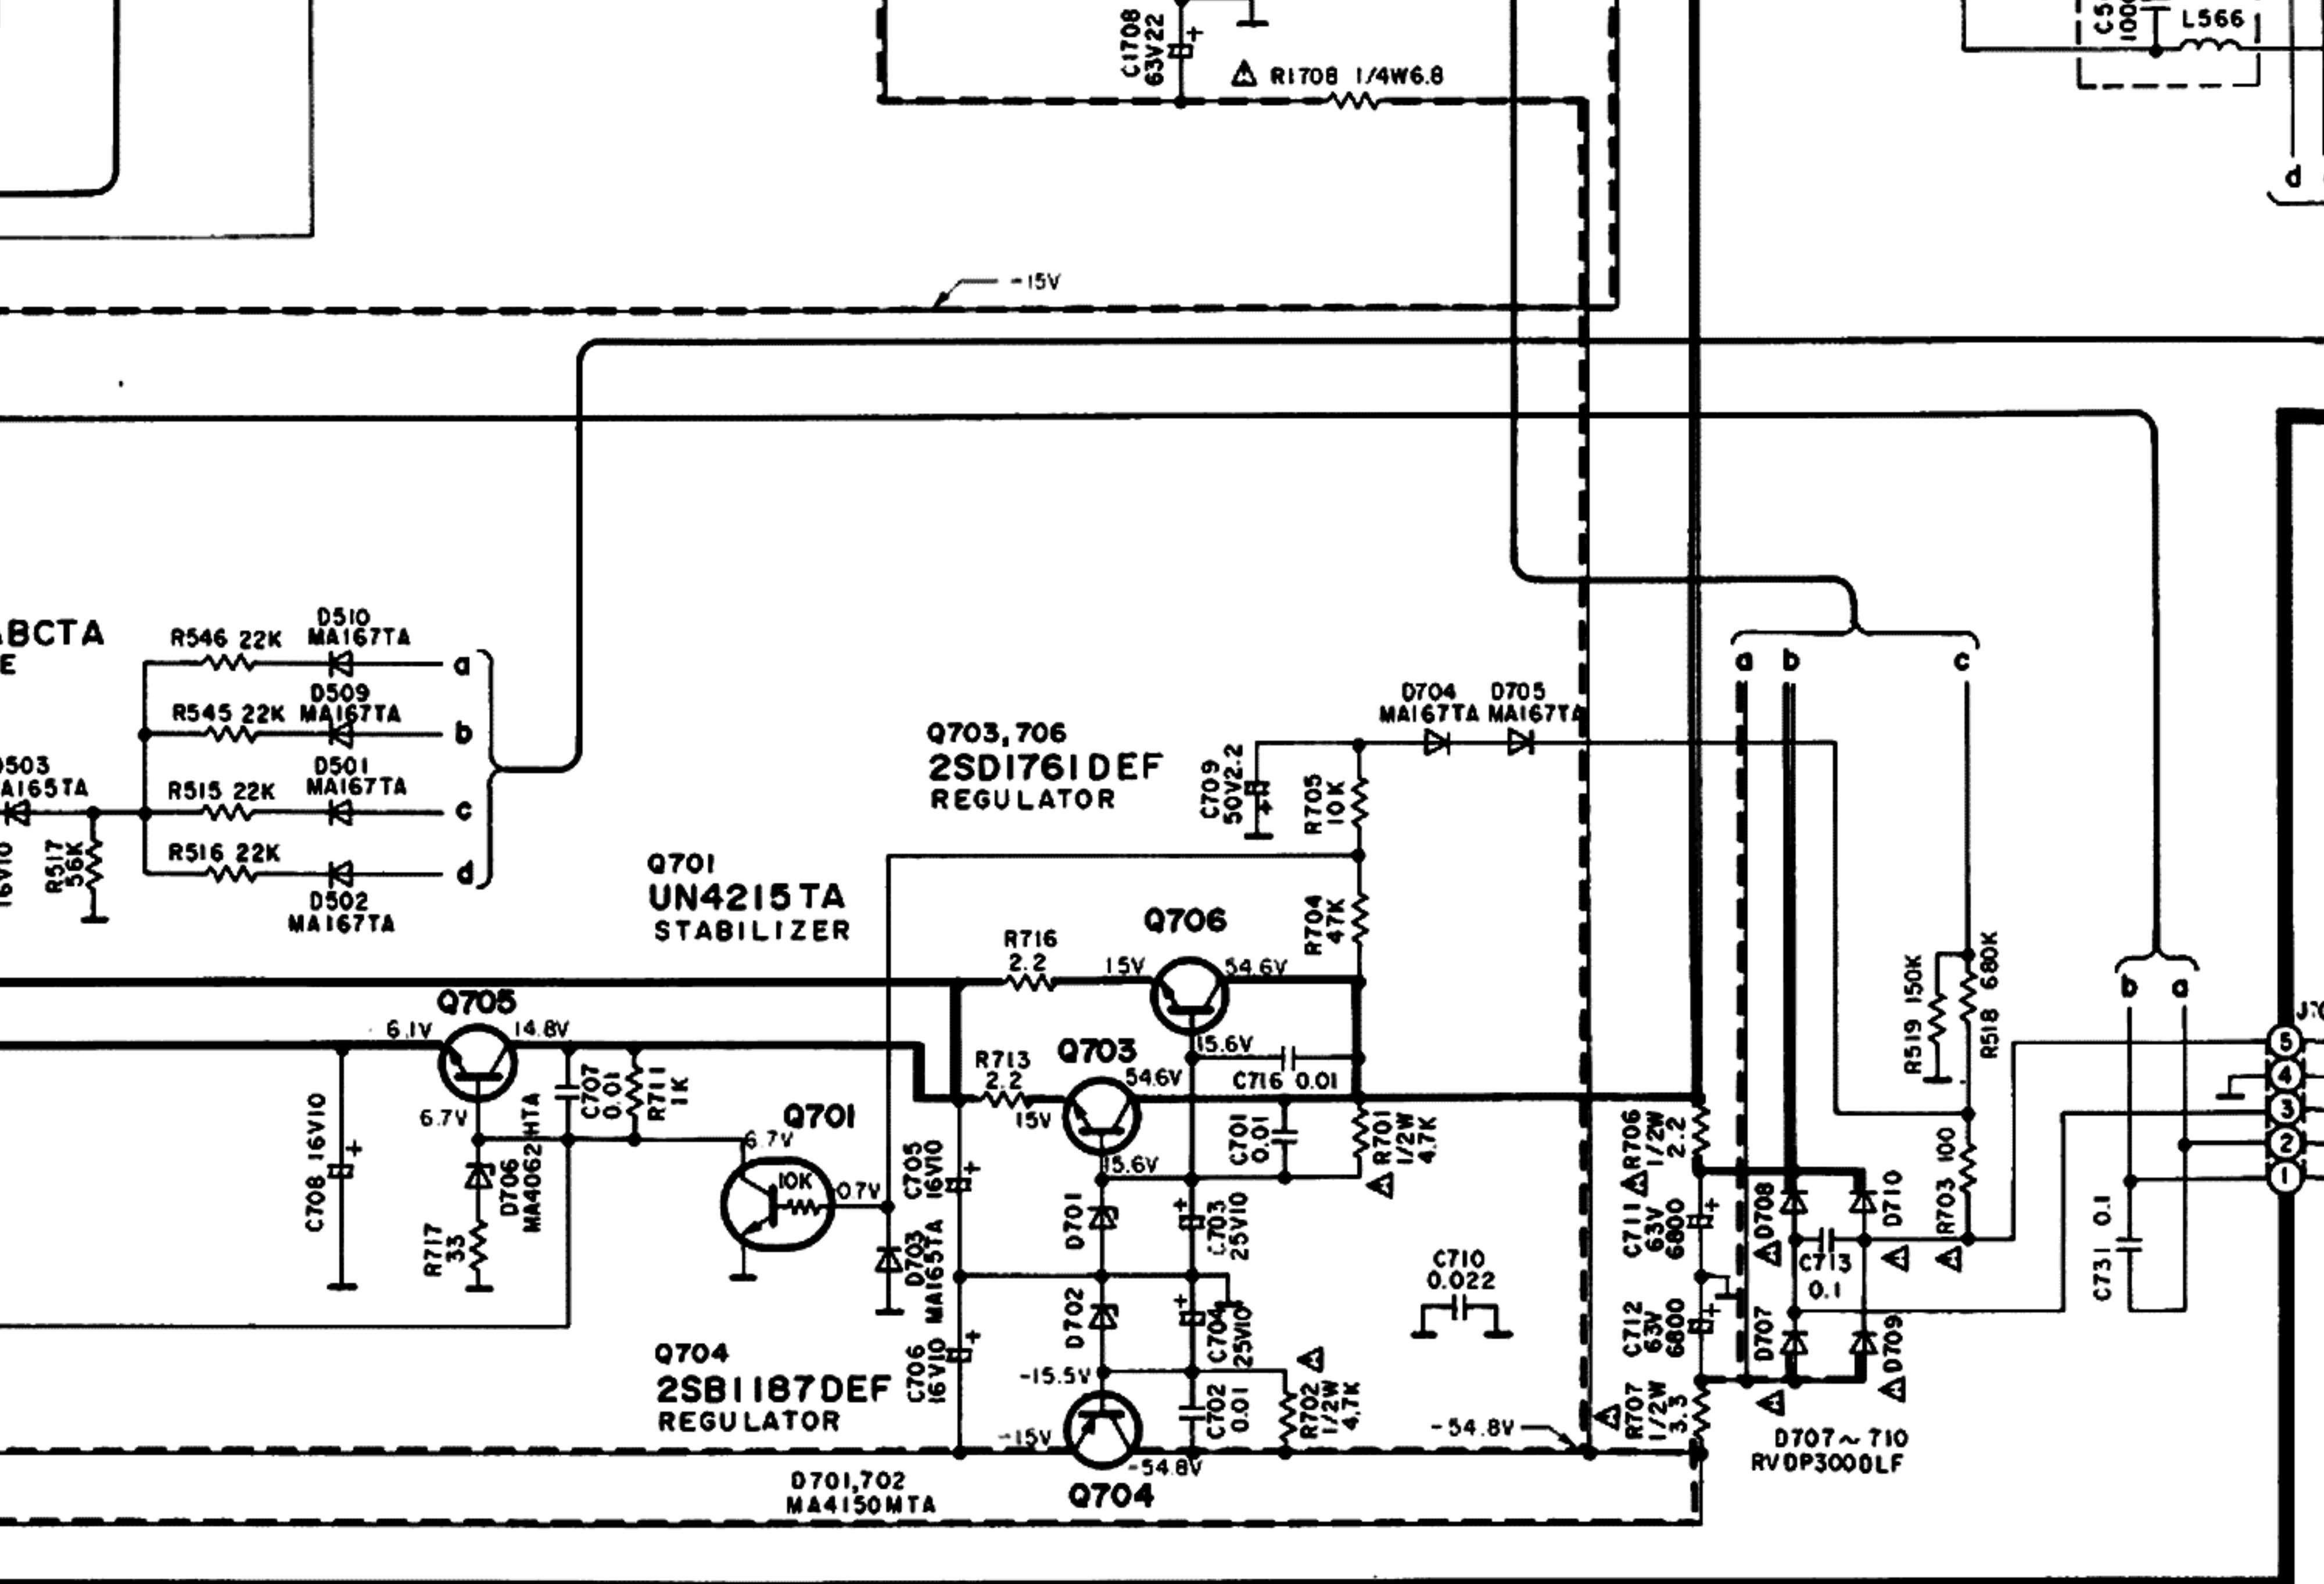 C1708
63V22
R1708 1/4W6.8
L566
d
-15V
D510
R546 22K
MA167TA
a
D509
R545 22K
MA167TA
b
D503
D501
R515 22K
MA167TA
c
R517
56K
R516 22K
d
D502
MA167TA
BCTA
E
Q703,706
2SD1761DEF
REGULATOR
D704
MA167TA
D705
MA167TA
C709
50V2.2
R705
10K
a
b
c
Q701
UN4215TA
STABILIZER
R704
47K
Q706
R716
2.2
15V
54.6V
15.6V
C716 0.01
Q705
6.1V
14.8V
6.7V
C708 16V10
D706
MA4062HTA
R717
33
C707
0.01
R711
1K
Q701
6.7V
10K
0.7V
D703
MA165TA
Q703
R713
2.2
15V
54.6V
15.6V
C701
0.01
R701
1/2W
4.7K
C705
16V10
D701
C703
25V10
D702
C704
25V10
C706
16V10
-15.5V
C702
0.01
R702
1/2W
4.7K
-15V
-54.8V
Q704
Q704
2SB1187DEF
REGULATOR
D701,702
MA4150MTA
C710
0.022
-54.8V
R706
1/2W
2.2
C711
63V
6800
C712
63V
6800
R707
1/2W
3.3
D708
D710
C713
0.1
D707
D709
D707~710
RVDP3000LF
R519 150K
R518 680K
R703 100
b
a
C731 0.1
5
4
3
2
1